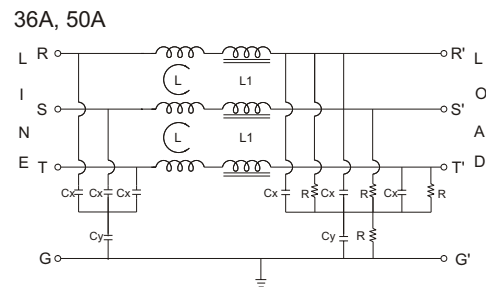 36A, 50A
L R R' L
L
I O
S L L1 S' 
N A
L1
E T T' D
Cx Cx Cx Cx R Cx R Cx R
Cy Cy R
G G'